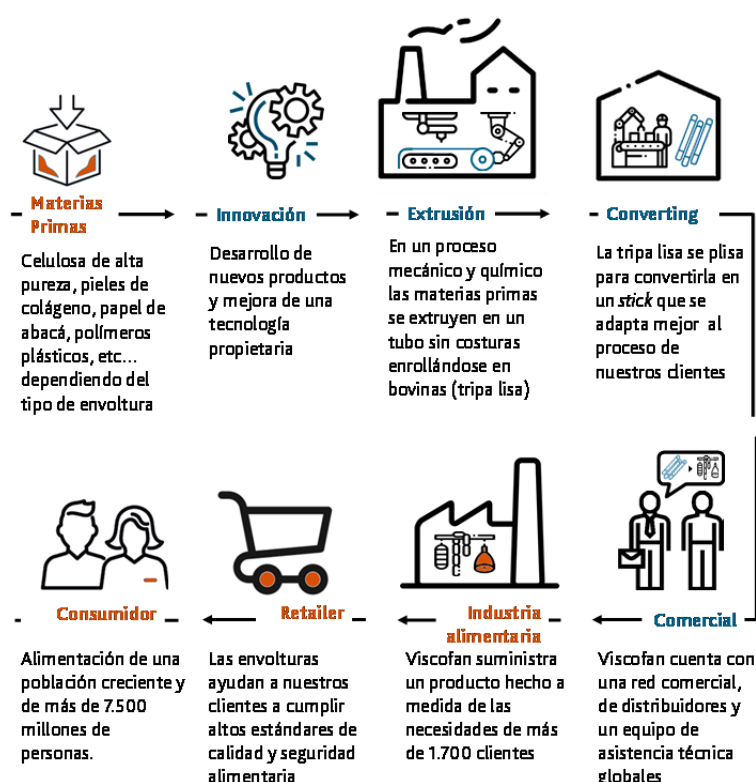 Materias
Primas
Celulosa de alta
pureza, pieles de
colágeno, papel de
abacá, polímeros
plásticos, etc...
dependiendo del
tipo de envoltura
Innovación
Desarrollo de
nuevos productos
y mejora de una
tecnología
propietaria
Extrusión
En un proceso
mecánico y químico
las materias primas
se extruyen en un
tubo sin costuras
enrollándose en
bovinas (tripa lisa)
Converting
La tripa lisa se plisa
para convertirla en
un stick que se
adapta mejor al
proceso de
nuestros clientes
Consumidor
Alimentación de una
población creciente y
de más de 7.500
millones de
personas.
Retailer
Las envolturas
ayudan a nuestros
clientes a cumplir
altos estándares de
calidad y seguridad
alimentaria
Industria
alimentaria
Viscofan suministra
un producto hecho a
medida de las
necesidades de más
de 1.700 clientes
Comercial
Viscofan cuenta con
una red comercial,
de distribuidores y
un equipo de
asistencia técnica
globales